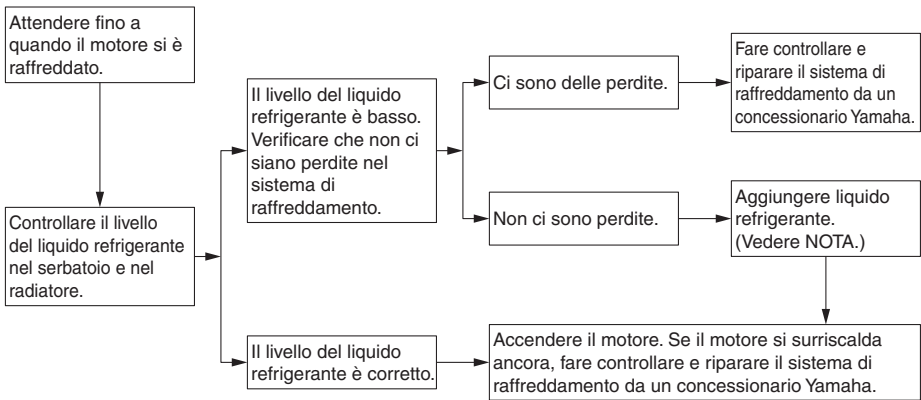 Attendere fino a
quando il motore si è
raffreddato.
Controllare il livello
del liquido refrigerante
nel serbatoio e nel
radiatore.
Il livello del liquido
refrigerante è basso.
Verificare che non ci
siano perdite nel
sistema di
raffreddamento.
Ci sono delle perdite.
Fare controllare e
riparare il sistema di
raffreddamento da un
concessionario Yamaha.
Non ci sono perdite.
Aggiungere liquido
refrigerante.
(Vedere NOTA.)
Il livello del liquido
refrigerante è corretto.
Accendere il motore. Se il motore si surriscalda
ancora, fare controllare e riparare il sistema di
raffreddamento da un concessionario Yamaha.